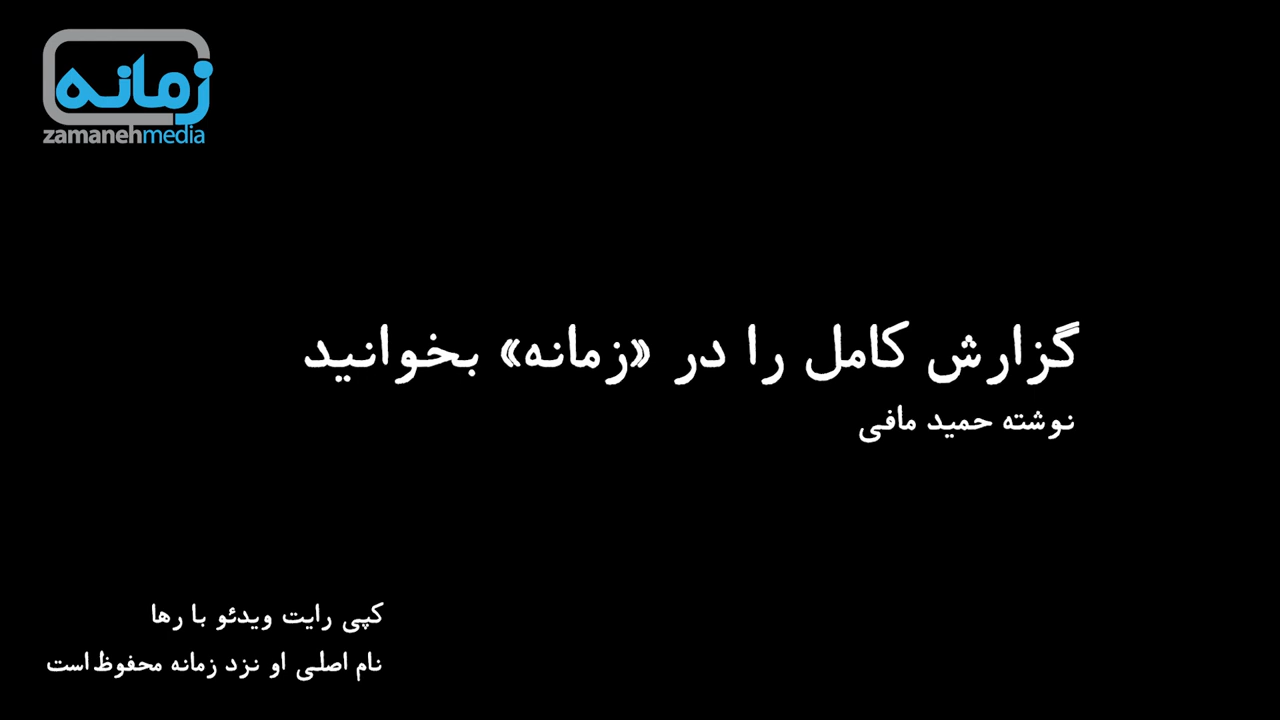 زمانه
zamanehmedia
گزارش کامل را در «زمانه» بخوانید
نوشته حمید مافی
کپی رایت ویدئو با رها
نام اصلی او نزد زمانه محفوظ است